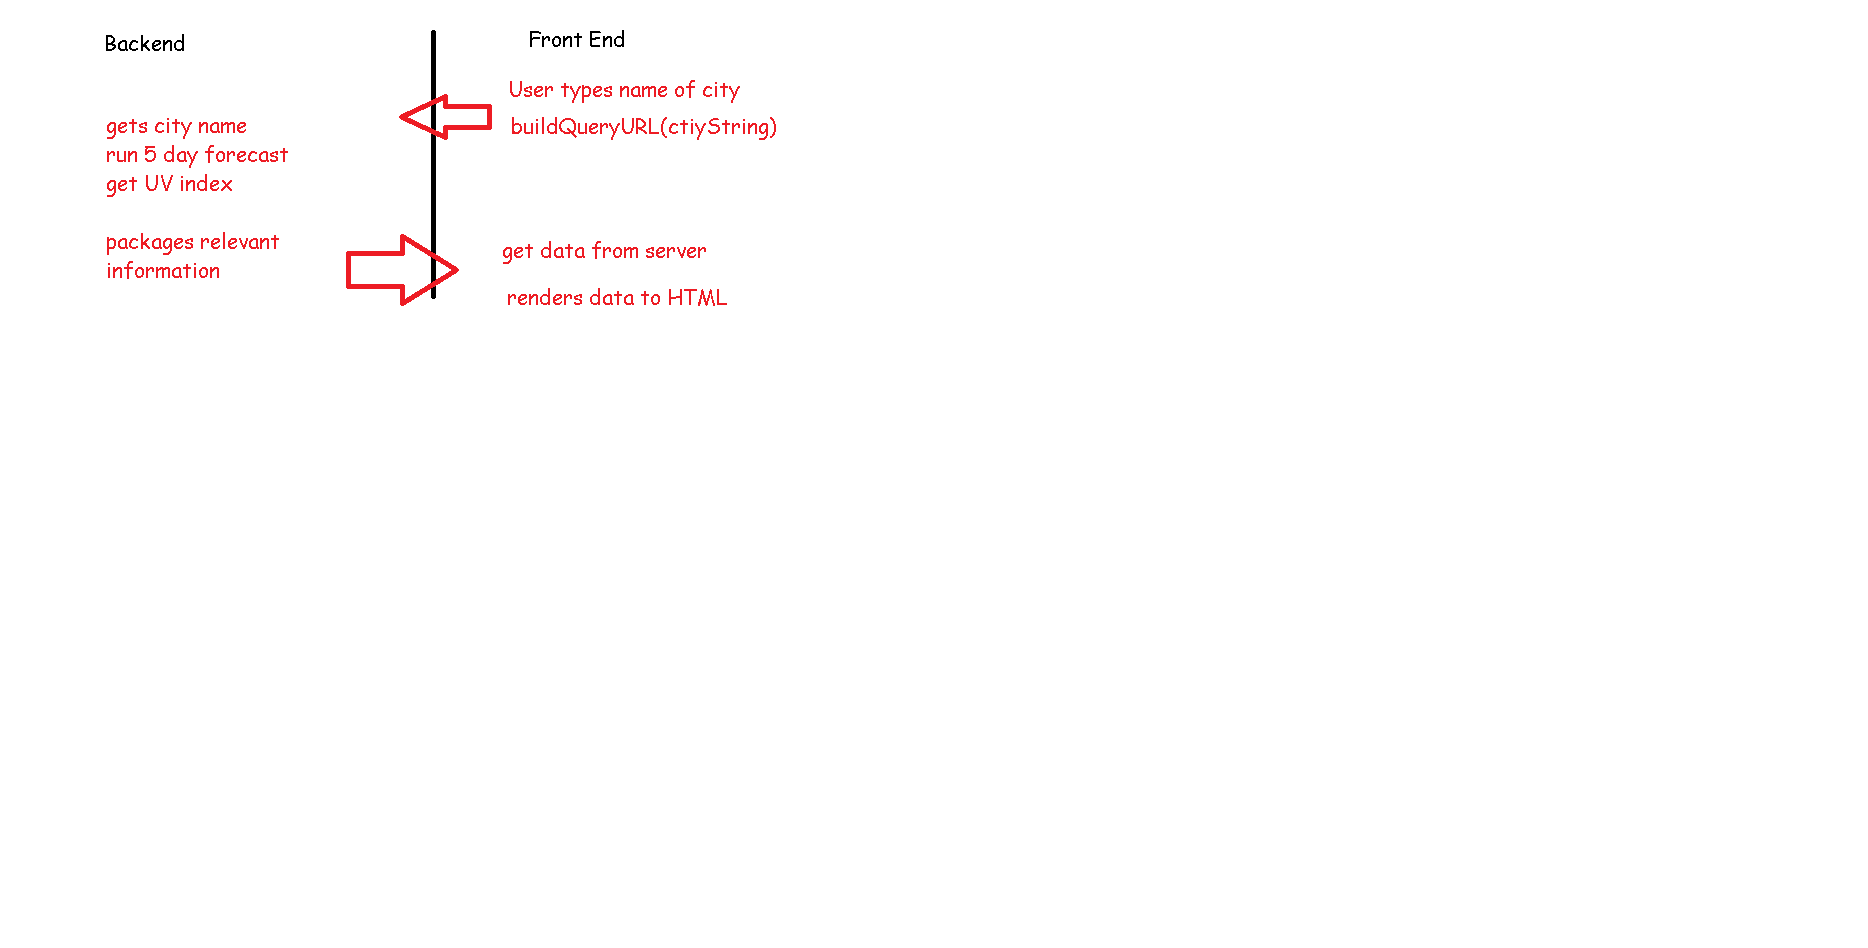 Backend
gets city name
run 5 day forecast
get UV index
packages relevant
information
Front End
User types name of city
buildQueryURL(ctiyString)
get data from server
renders data to HTML